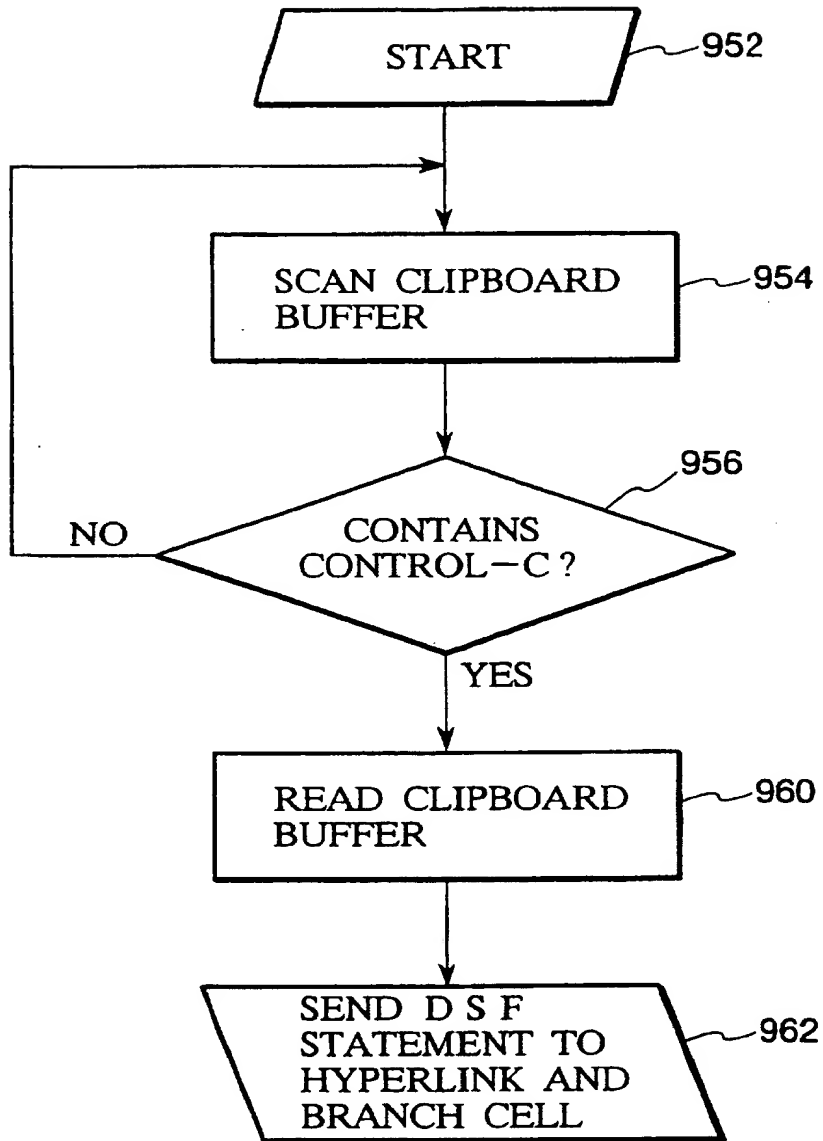 START
952
SCAN CLIPBOARD
BUFFER
954
956
CONTAINS
CONTROL-C?
NO
YES
READ CLIPBOARD
BUFFER
960
SEND D S F
STATEMENT TO
HYPERLINK AND
BRANCH CELL
962